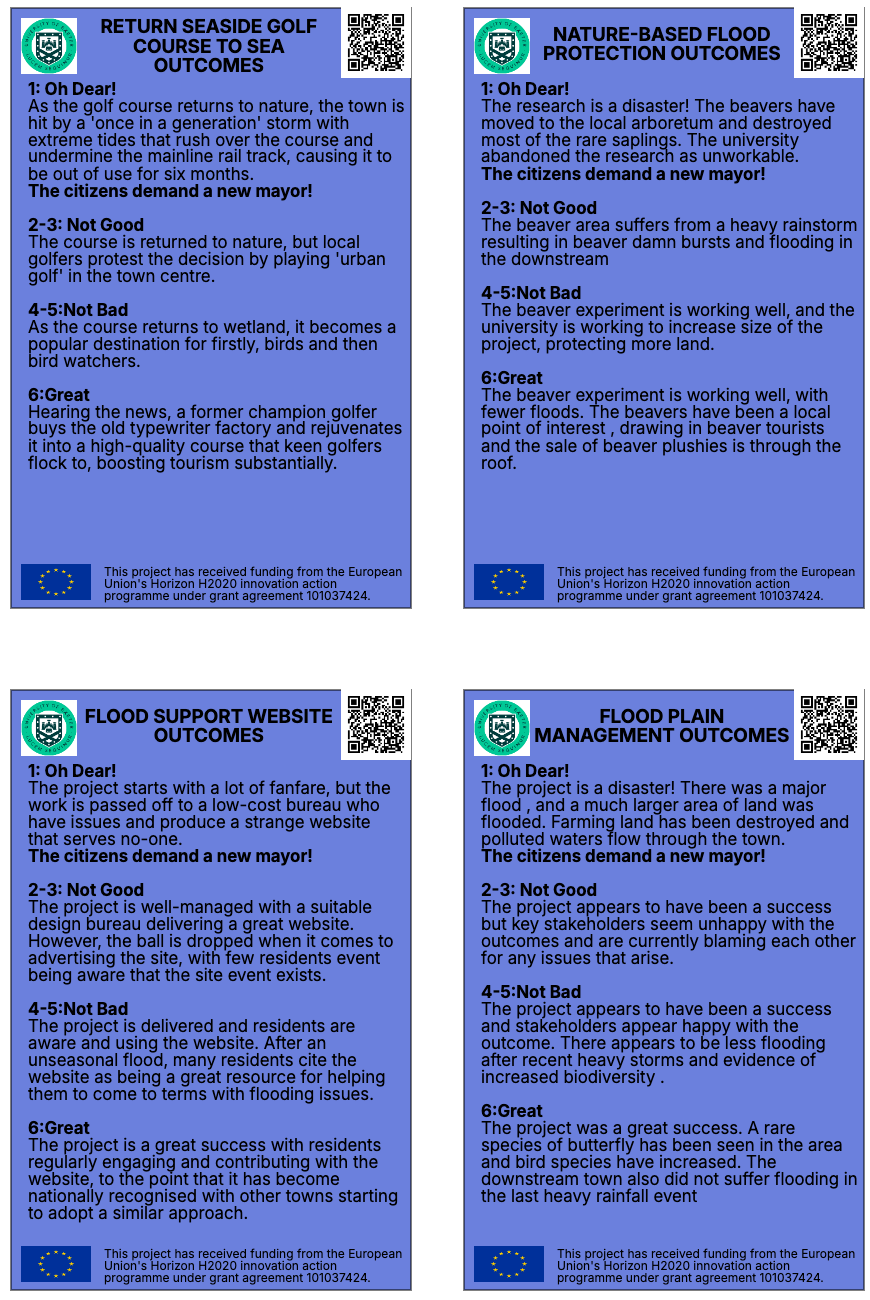 RETURN SEASIDE GOLF
COURSE TO SEA
OUTCOMES
1: Oh Dear!
As the golf course returns to nature, the town is
hit by a 'once in a generation' storm with
extreme tides that rush over the course and
undermine the mainline rail track, causing it to
be out of use for six months.
The citizens demand a new mayor!
2-3: Not Good
The course is returned to nature, but local
golfers protest the decision by playing 'urban
golf' in the town centre.
4-5:Not Bad
As the course returns to wetland, it becomes a
popular destination for firstly, birds and then
bird watchers.
6:Great
Hearing the news, a former champion golfer
buys the old typewriter factory and rejuvenates
it into a high-quality course that keen golfers
flock to, boosting tourism substantially.
This project has received funding from the European
Union's Horizon H2020 innovation action
programme under grant agreement 101037424.
NATURE-BASED FLOOD
PROTECTION OUTCOMES
1: Oh Dear!
The research is a disaster! The beavers have
moved to the local arboretum and destroyed
most of the rare saplings. The university
abandoned the research as unworkable.
The citizens demand a new mayor!
2-3: Not Good
The beaver area suffers from a heavy rainstorm
resulting in beaver damn bursts and flooding in
the downstream
4-5:Not Bad
The beaver experiment is working well, and the
university is working to increase size of the
project, protecting more land.
6:Great
The beaver experiment is working well, with
fewer floods. The beavers have been a local
point of interest , drawing in beaver tourists
and the sale of beaver plushies is through the
roof.
This project has received funding from the European
Union's Horizon H2020 innovation action
programme under grant agreement 101037424.
FLOOD SUPPORT WEBSITE
OUTCOMES
1: Oh Dear!
The project starts with a lot of fanfare, but the
work is passed off to a low-cost bureau who
have issues and produce a strange website
that serves no-one.
The citizens demand a new mayor!
2-3: Not Good
The project is well-managed with a suitable
design bureau delivering a great website.
However, the ball is dropped when it comes to
advertising the site, with few residents event
being aware that the site event exists.
4-5:Not Bad
The project is delivered and residents are
aware and using the website. After an
unseasonal flood, many residents cite the
website as being a great resource for helping
them to come to terms with flooding issues.
6:Great
The project is a great success with residents
regularly engaging and contributing with the
website, to the point that it has become
nationally recognised with other towns starting
to adopt a similar approach.
This project has received funding from the European
Union's Horizon H2020 innovation action
programme under grant agreement 101037424.
FLOOD PLAIN
MANAGEMENT OUTCOMES
1: Oh Dear!
The project is a disaster! There was a major
flood , and a much larger area of land was
flooded. Farming land has been destroyed and
polluted waters flow through the town.
The citizens demand a new mayor!
2-3: Not Good
The project appears to have been a success
but key stakeholders seem unhappy with the
outcomes and are currently blaming each other
for any issues that arise.
4-5:Not Bad
The project appears to have been a success
and stakeholders appear happy with the
outcome. There appears to be less flooding
after recent heavy storms and evidence of
increased biodiversity .
6:Great
The project was a great success. A rare
species of butterfly has been seen in the area
and bird species have increased. The
downstream town also did not suffer flooding in
the last heavy rainfall event
This project has received funding from the European
Union's Horizon H2020 innovation action
programme under grant agreement 101037424.